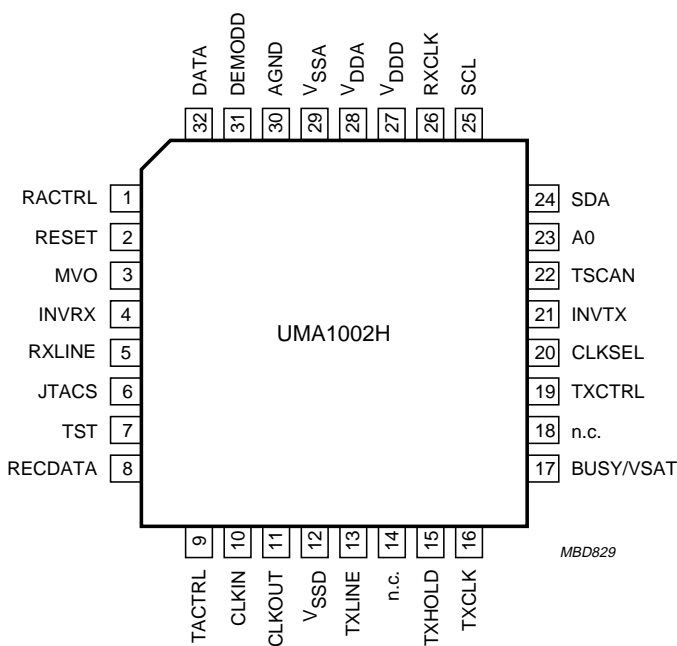 DATA
DEMODD
AGND
VSSA
VDDA
VDDD
RXCLK
SCL
32
31
30
29
28
27
26
25
RACTRL 1
RESET 2
MVO 3
INVRX 4
RXLINE 5
JTACS 6
TST 7
RECDATA 8
UMA1002H
24 SDA
23 A0
22 TSCAN
21 INVTX
20 CLKSEL
19 TXCTRL
18 n.c.
17 BUSY/VSAT
9
10
11
12
13
14
15
16
TACTRL
CLKIN
CLKOUT
VSSD
TXLINE
n.c.
TXHOLD
TXCLK
MBD829